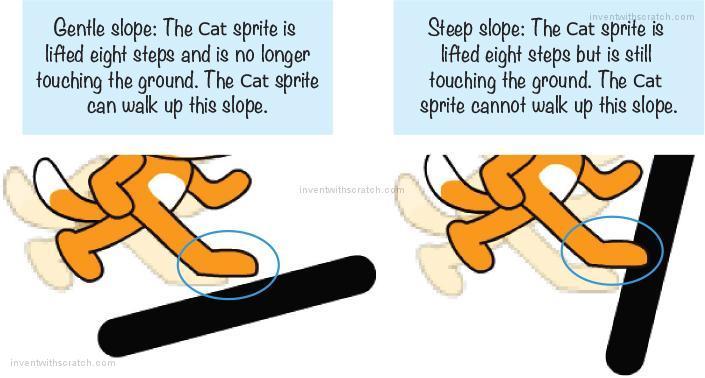 Gentle slope: The Cat sprite is
lifted eight steps and is no longer
touching the ground. The Cat sprite
can walk up this slope.
inventwithscratch.com
Steep slope: The Cat sprite is
lifted eight steps but is still
touching the ground. The Cat
sprite cannot walk up this slope.
inventwithscratch.com
inventwithscratch.com